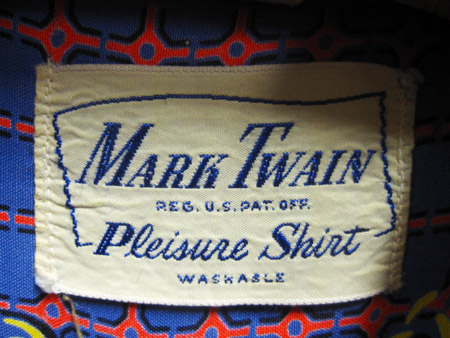 MARK TWAIN
REG. U.S. PAT. OFF.
Pleisure Shirt
WASHABLE